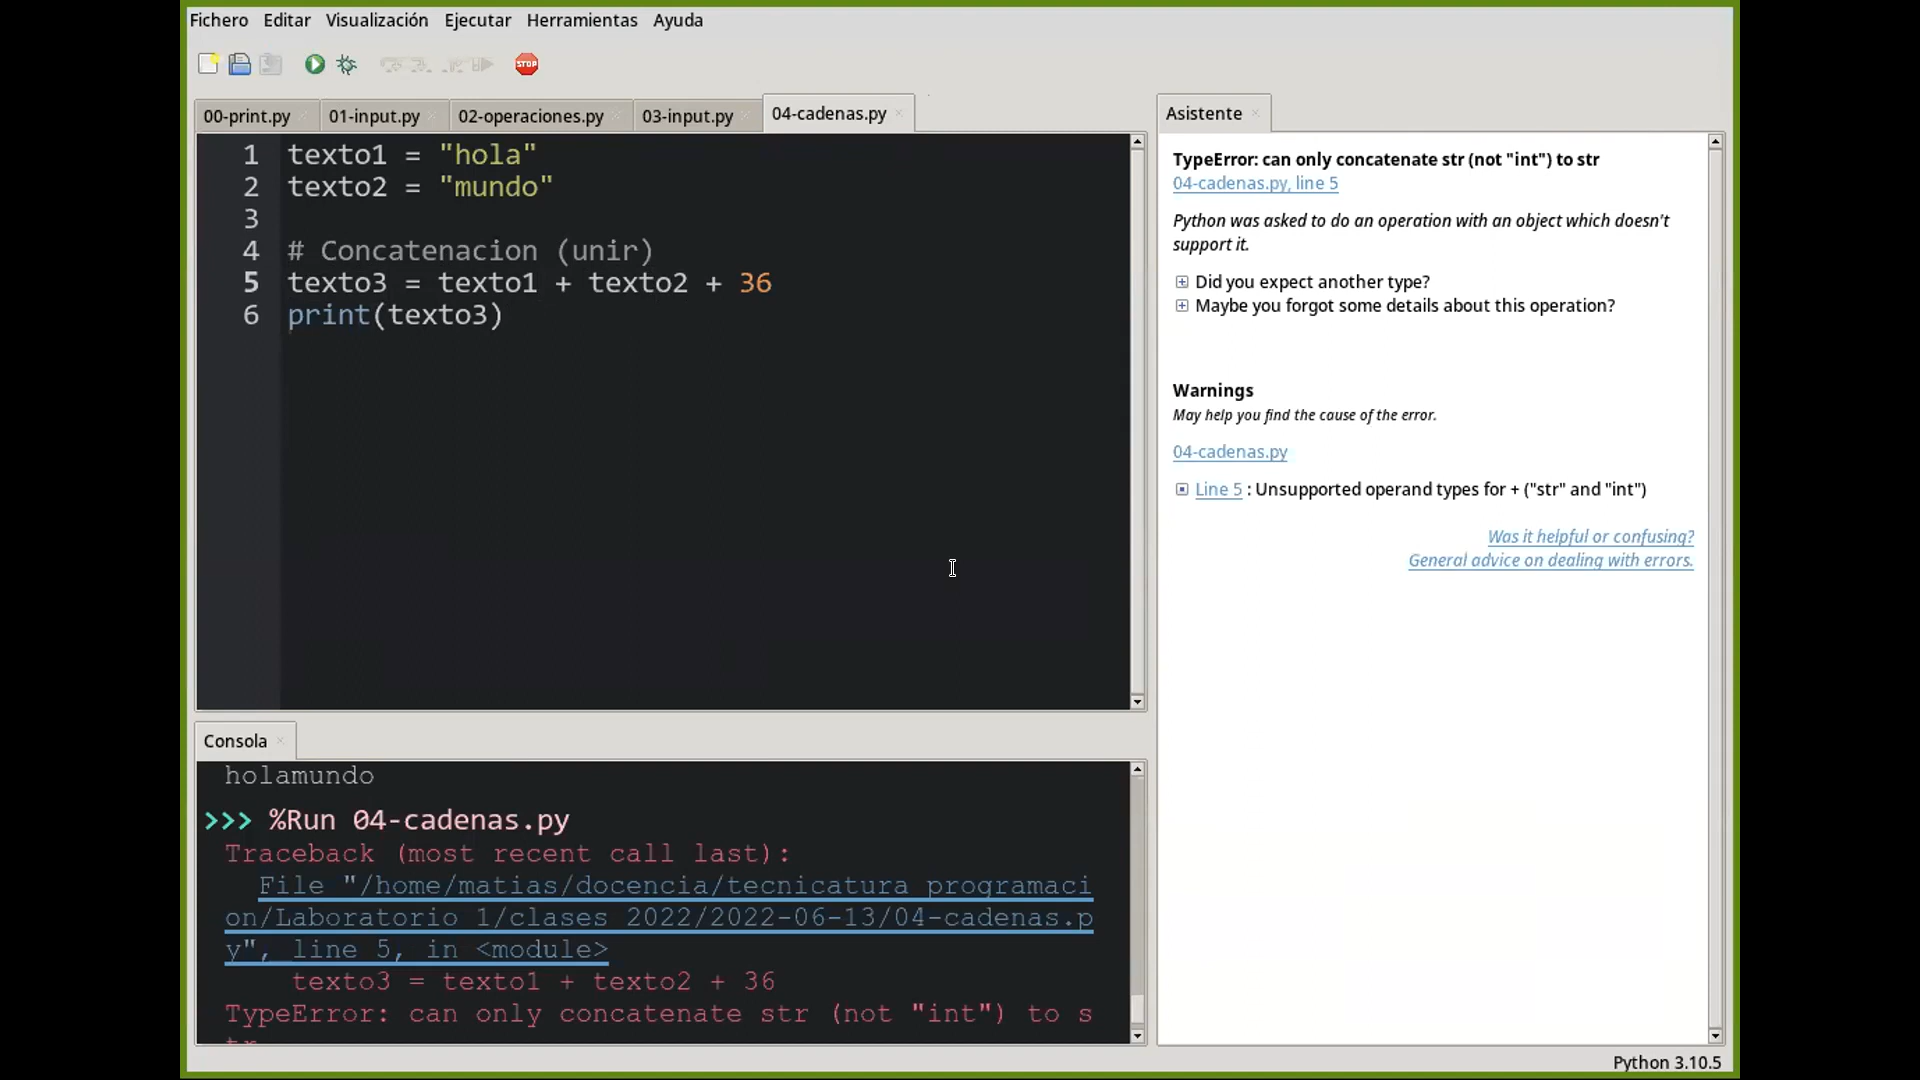 Fichero Editar Visualización Ejecutar Herramientas Ayuda
STOP
00-print.py 01-input.py 02-operaciones.py 03-input.py 04-cadenas.py
1 texto1 = "hola"
2 texto2 = "mundo"
3
4 # Concatenacion (unir)
5 texto3 = texto1 + texto2 + 36
6 print(texto3)
Consola
holamundo
>>> %Run 04-cadenas.py
Traceback (most recent call last):
File "/home/matias/docencia/tecnicatura programaci
on/Laboratorio 1/clases 2022/2022-06-13/04-cadenas.p
y", line 5, in <module>
texto3 = texto1 + texto2 + 36
TypeError: can only concatenate str (not "int") to s
tr
Asistente
TypeError: can only concatenate str (not "int") to str
04-cadenas.py, line 5
Python was asked to do an operation with an object which doesn't
support it.
Did you expect another type?
Maybe you forgot some details about this operation?
Warnings
May help you find the cause of the error.
04-cadenas.py
Line 5 : Unsupported operand types for + ("str" and "int")
Was it helpful or confusing?
General advice on dealing with errors.
Python 3.10.5